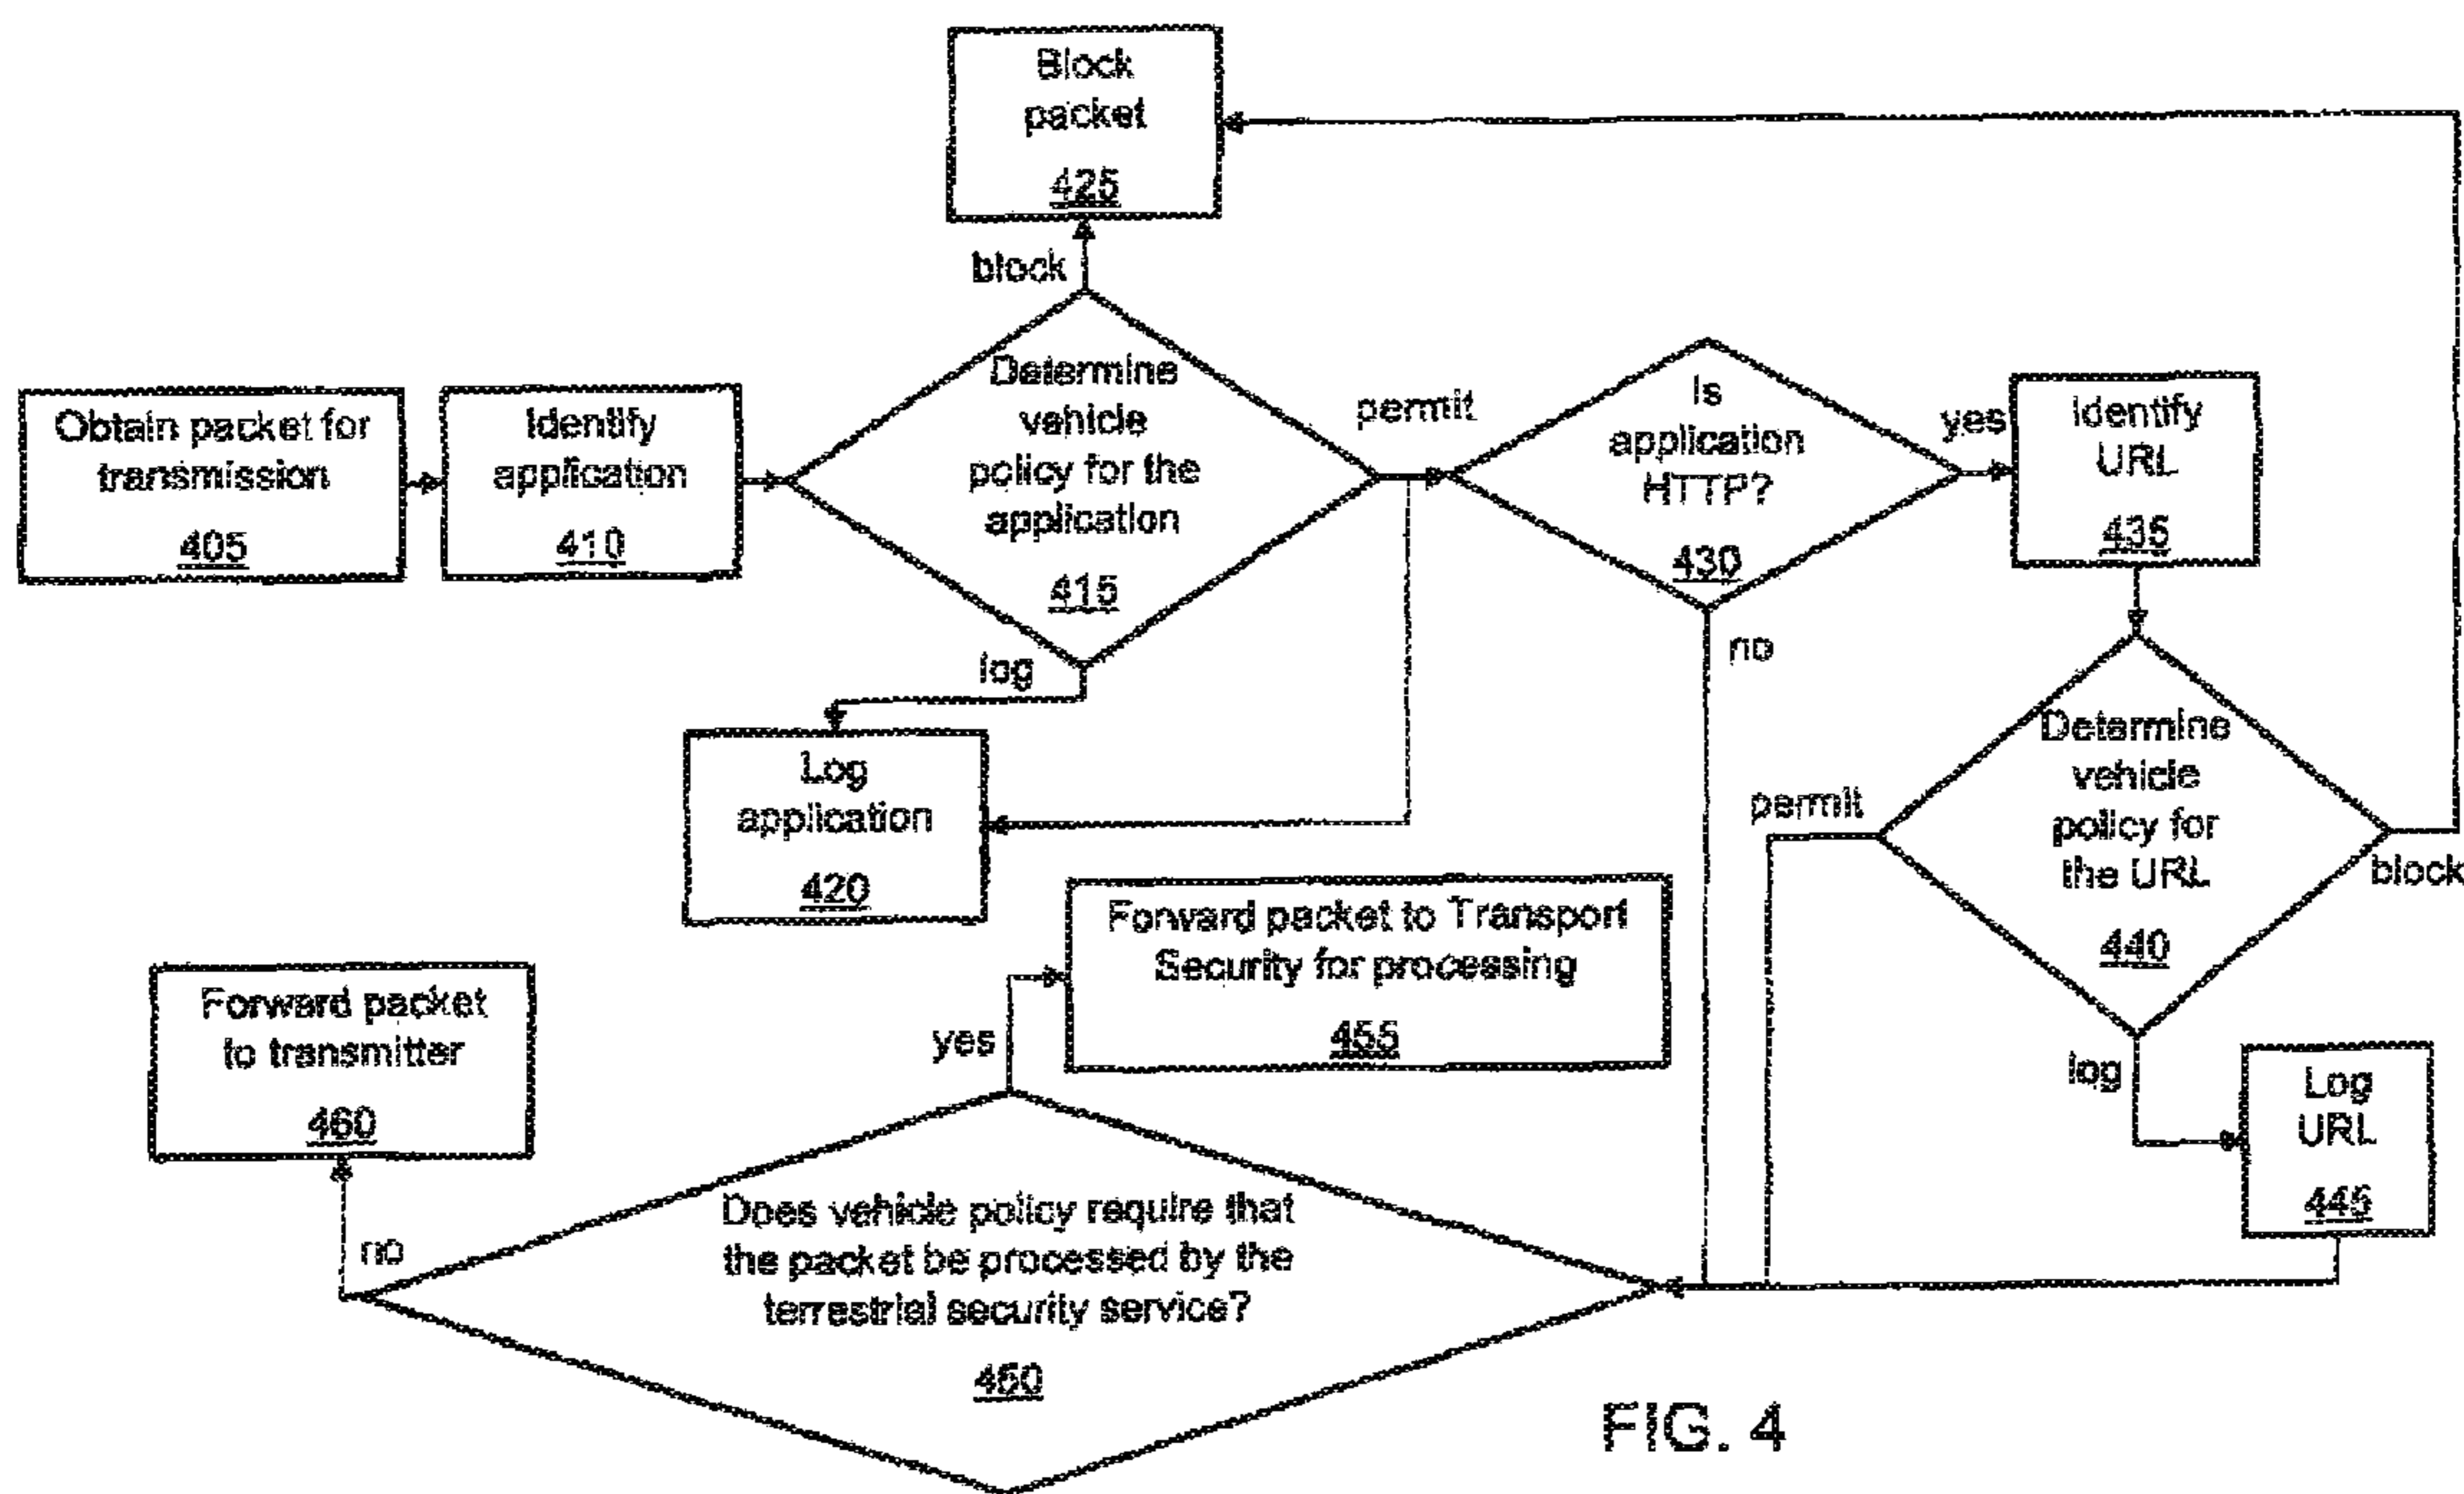 Block
packet
425
block
Obtain packet for
transmission
405
Identify
application
410
Determine
vehicle
policy for the
application
415
permit
Is
application
HTTP?
430
yes
Identify
URL
435
log
no
Log
application
420
Determine
vehicle
policy for
the URL
440
permit
block
Forward packet to Transport
Security for processing
455
Forward packet
to transmitter
460
yes
log
Log
URL
445
no
Does vehicle policy require that
the packet be processed by the
terrestrial security service?
450
FIG. 4